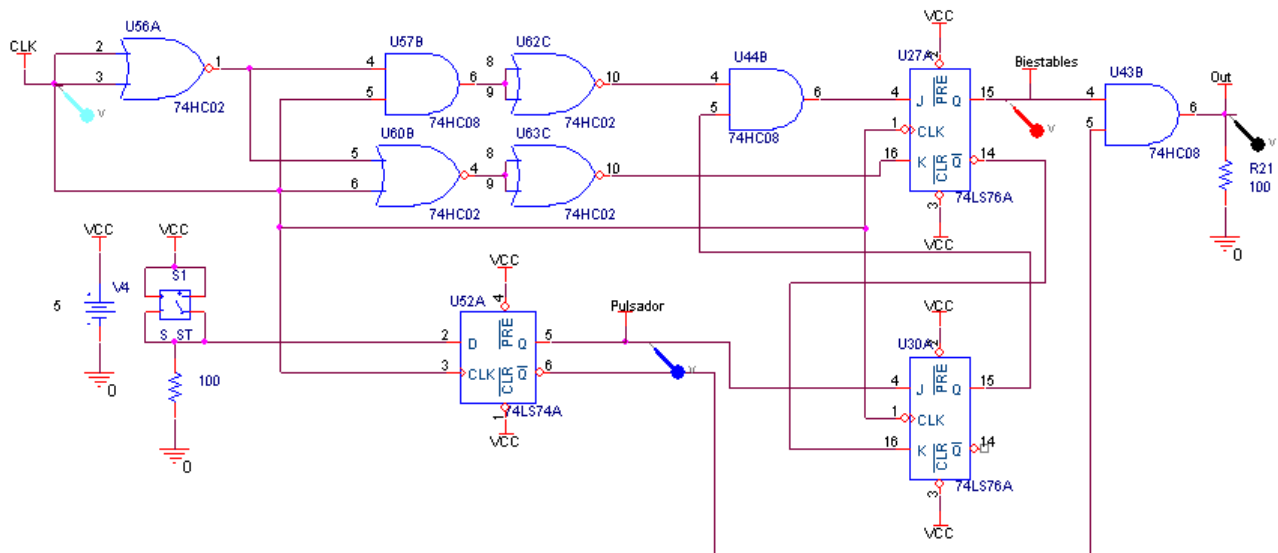 CLK
U56A
2
3
1
74HC02
U57B
4
5
6
74HC08
U62C
8
9
10
74HC02
U60B
5
6
4
74HC02
U63C
8
9
10
74HC02
U44B
4
5
6
74HC08
VCC
U27A
2
4
J
PRE
Q
15
1
CLK
16
K
CLR
Q
14
3
74LS76A
VCC
Biestables
U43B
4
5
6
74HC08
Out
R21
100
0
V
V
V
VCC
5
V4
0
VCC
S1
S_ST
100
0
VCC
U52A
4
2
D
PRE
Q
5
3
CLK
CLR
Q
6
1
74LS74A
VCC
Pulsador
V
VCC
U30A
2
4
J
PRE
Q
15
1
CLK
16
K
CLR
Q
14
3
74LS76A
VCC